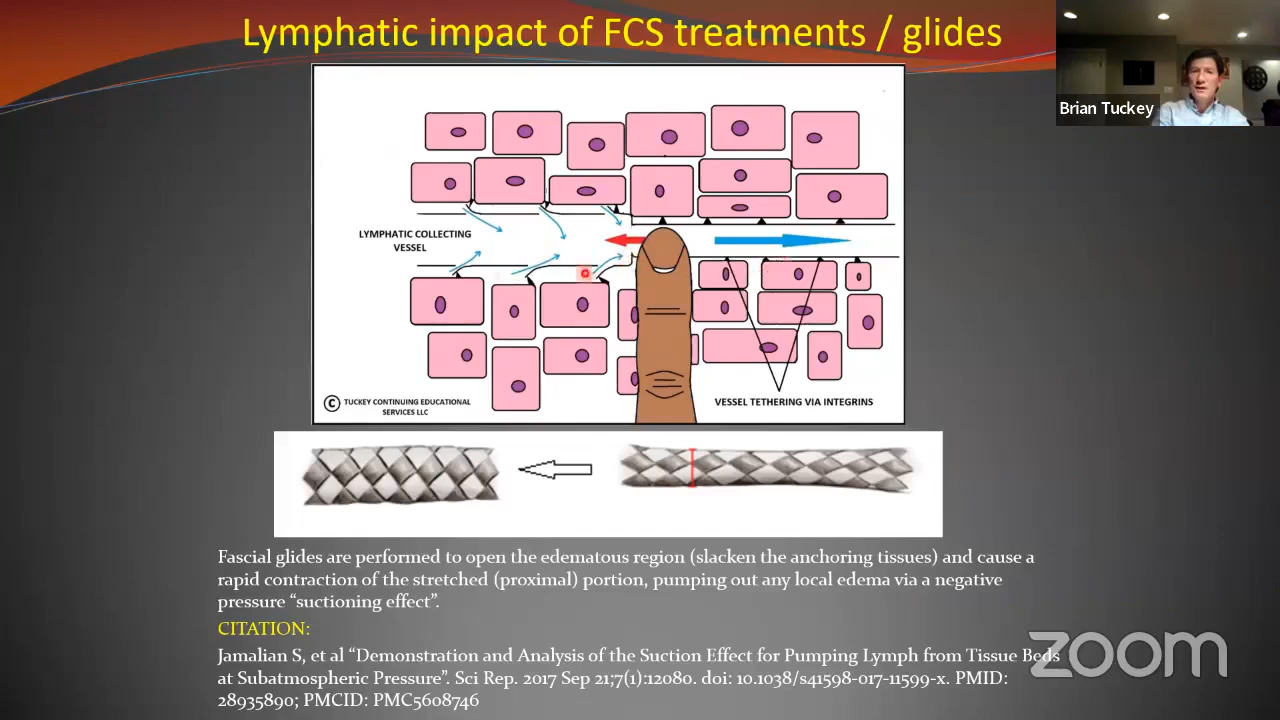 Lymphatic impact of FCS treatments / glides
Brian Tuckey
LYMPHATIC COLLECTING
VESSEL
© TUCKEY CONTINUING EDUCATIONAL
SERVICES LLC
VESSEL TETHERING VIA INTEGRINS
Fascial glides are performed to open the edematous region (slacken the anchoring tissues) and cause a
rapid contraction of the stretched (proximal) portion, pumping out any local edema via a negative
pressure “suctioning effect”.
CITATION:
Jamalian S, et al “Demonstration and Analysis of the Suction Effect for Pumping Lymph from Tissue Beds
at Subatmospheric Pressure”. Sci Rep. 2017 Sep 21;7(1):12080. doi: 10.1038/s41598-017-11599-x. PMID:
28935890; PMCID: PMC5608746
zoom